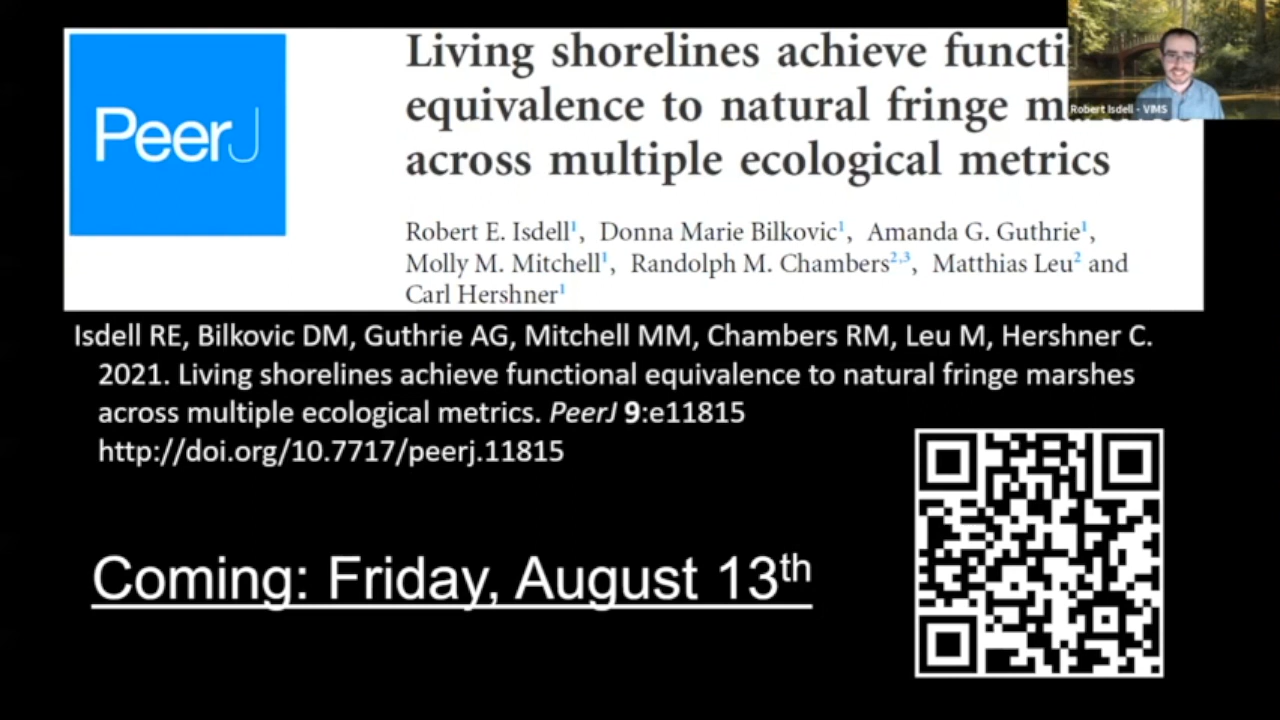 PeerJ
Living shorelines achieve functi
equivalence to natural fringe m
across multiple ecological metrics
Robert E. Isdell1, Donna Marie Bilkovic1, Amanda G. Guthrie1,
Molly M. Mitchell1, Randolph M. Chambers2,3, Matthias Leu2 and
Carl Hershner1
Robert Isdell - VIMS
Isdell RE, Bilkovic DM, Guthrie AG, Mitchell MM, Chambers RM, Leu M, Hershner C.
2021. Living shorelines achieve functional equivalence to natural fringe marshes
across multiple ecological metrics. PeerJ 9:e11815
http://doi.org/10.7717/peerj.11815
Coming: Friday, August 13th